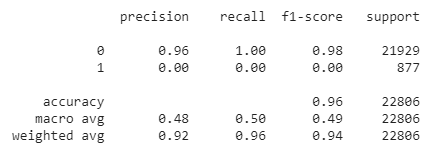 precision recall f1-score support
0 0.96 1.00 0.98 21929
1 0.00 0.00 0.00 877
accuracy 0.96 22806
macro avg 0.48 0.50 0.49 22806
weighted avg 0.92 0.96 0.94 22806